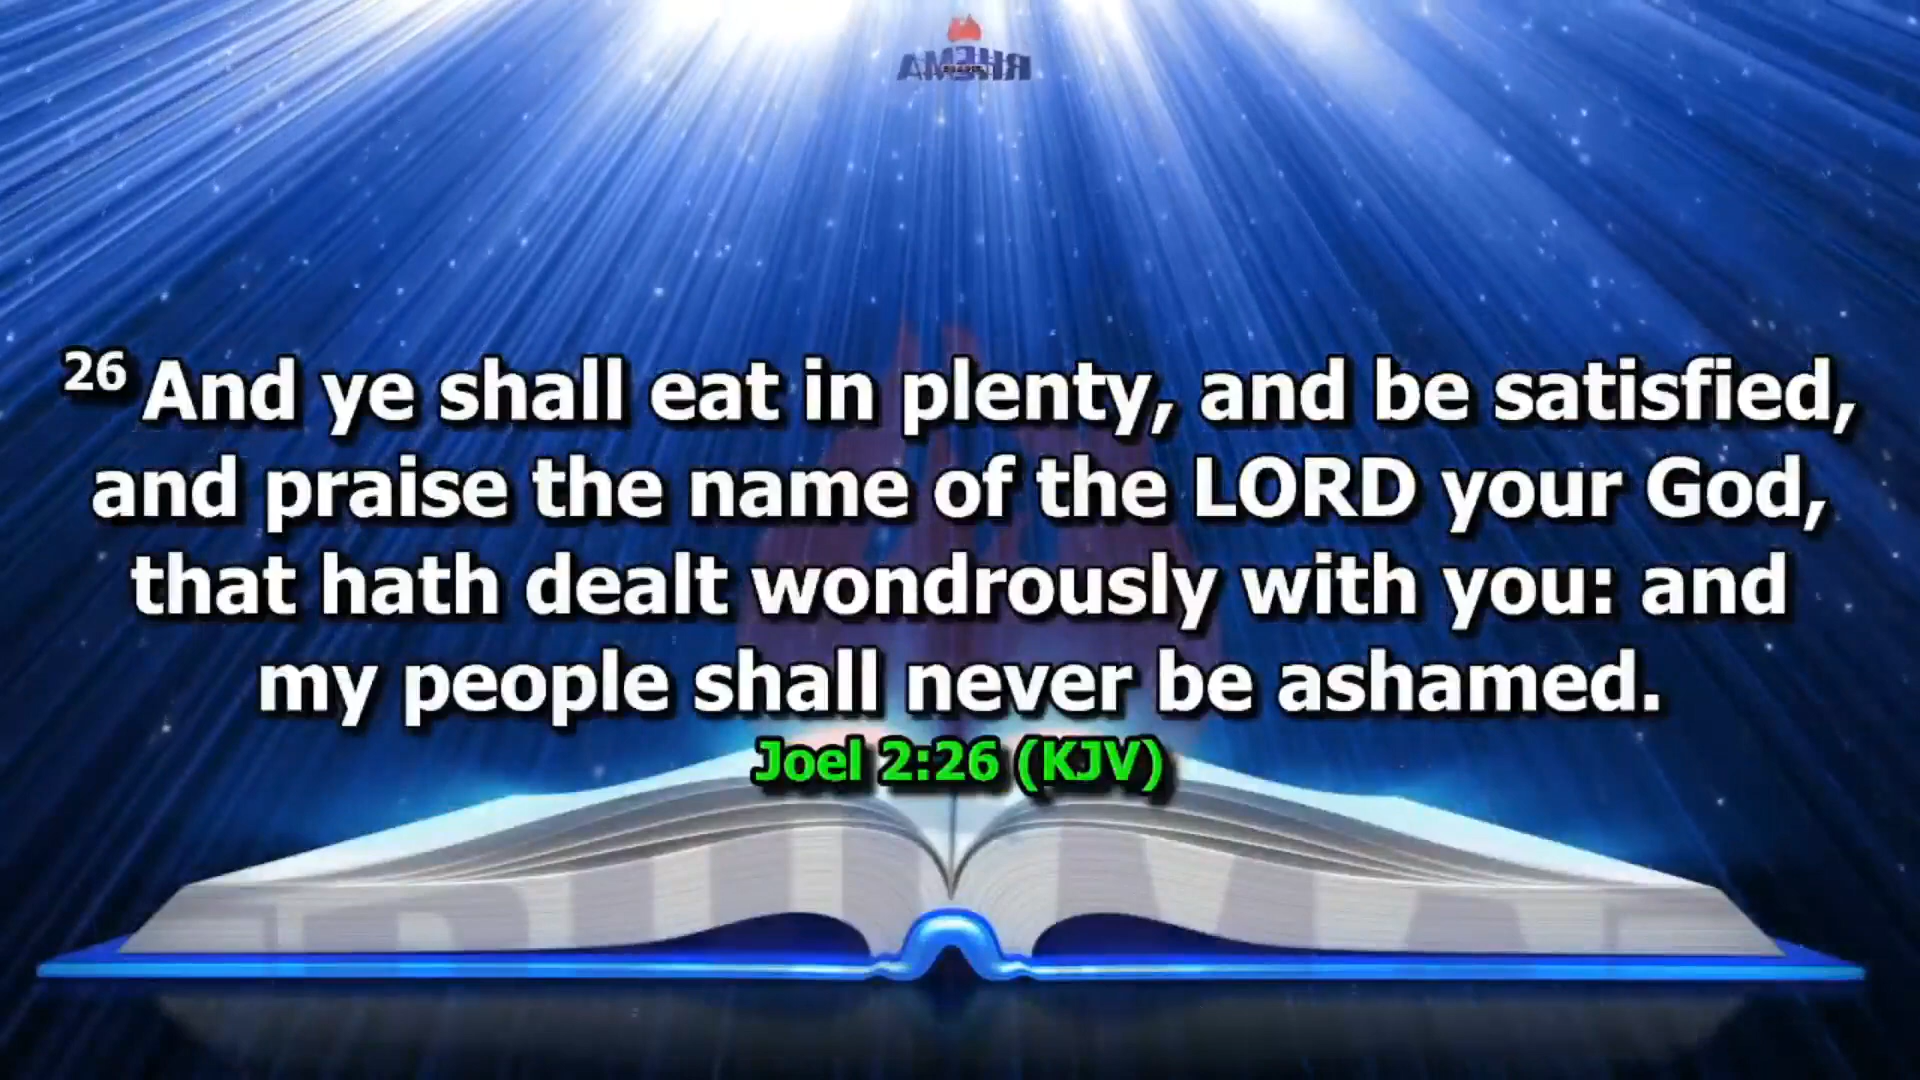 RHEMA
26 And ye shall eat in plenty, and be satisfied,
and praise the name of the LORD your God,
that hath dealt wondrously with you: and
my people shall never be ashamed.
Joel 2:26 (KJV)